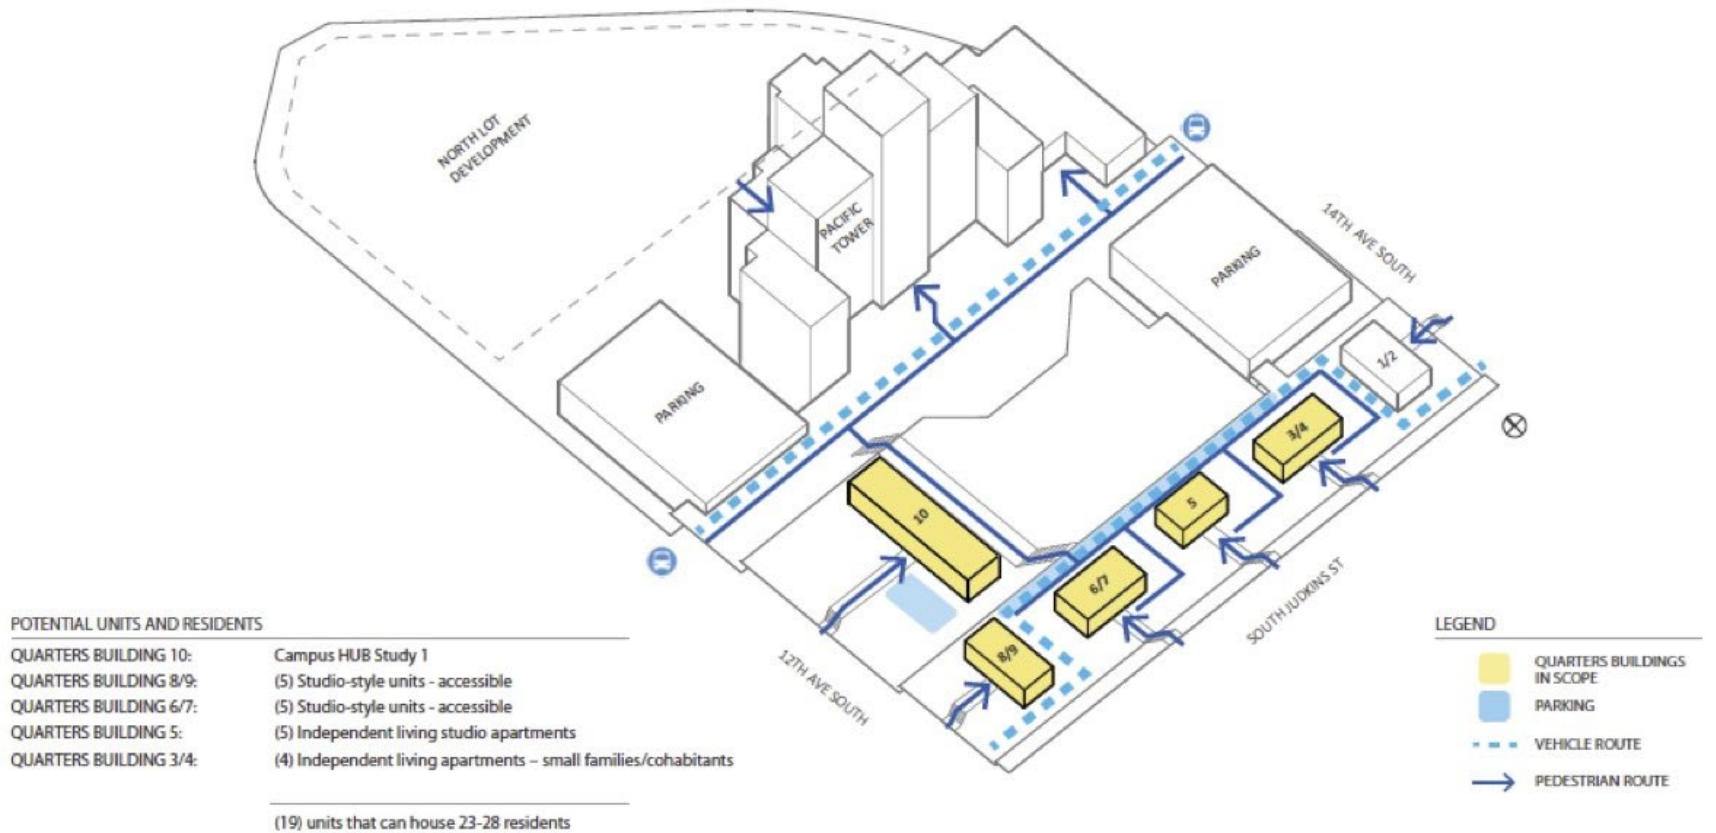 NORTH LOT
DEVELOPMENT
PACIFIC
TOWER
PARKING
PARKING
14TH AVE SOUTH
1/2
3/4
5
6/7
8/9
10
12TH AVE SOUTH
SOUTH JUDKINS ST
POTENTIAL UNITS AND RESIDENTS
QUARTERS BUILDING 10: Campus HUB Study 1
QUARTERS BUILDING 8/9: (5) Studio-style units - accessible
QUARTERS BUILDING 6/7: (5) Studio-style units - accessible
QUARTERS BUILDING 5: (5) Independent living studio apartments
QUARTERS BUILDING 3/4: (4) Independent living apartments – small families/cohabitants
(19) units that can house 23-28 residents
LEGEND
QUARTERS BUILDINGS
IN SCOPE
PARKING
VEHICLE ROUTE
PEDESTRIAN ROUTE